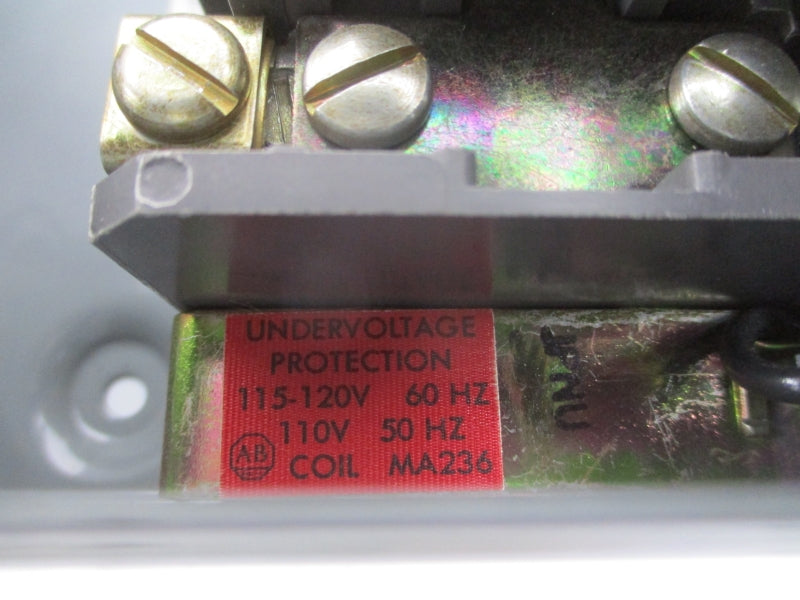 UNDERVOLTAGE
PROTECTION
115-120V 60 HZ
110V 50 HZ
AB COIL MA236